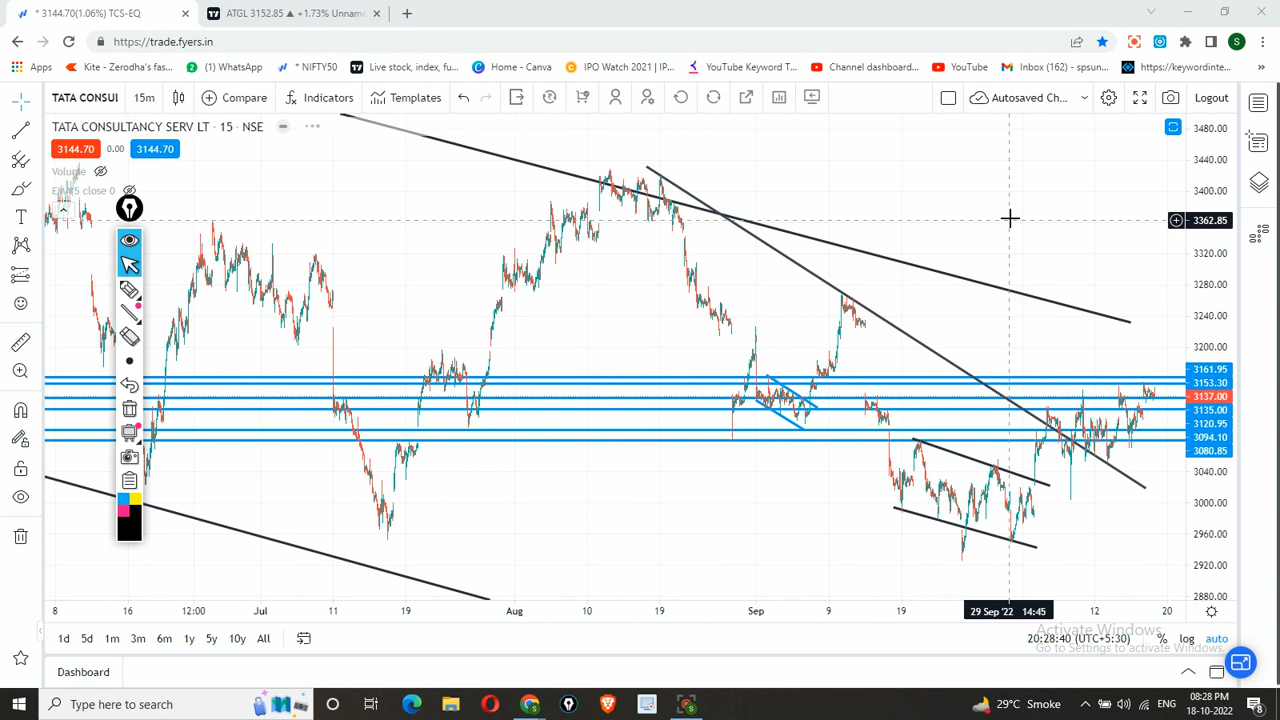 * 3144.70(1.06%) TCS-EQ
ATGL 3152.85 ▲ +1.73% Unnam
https://trade.fyers.in
S
Apps
Kite - Zerodha's fas...
2 (1) WhatsApp
* NIFTY50
Live stock, index, fu...
Home - Canva
IPO Watch 2021 | IP...
YouTube Keyword T...
Channel dashboard...
YouTube
Inbox (162) - spsun...
https://keywordinte...
TATA CONSUI
15m
Compare
Indicators
Templates
Autosaved Ch...
Logout
TATA CONSULTANCY SERV LT · 15 · NSE
3144.70 0.00 3144.70
Volume
3480.00
3440.00
3400.00
3362.85
3320.00
3280.00
3240.00
3200.00
3161.95
3153.30
3137.00
3135.00
3120.95
3094.10
3080.85
3040.00
3000.00
2960.00
2920.00
2880.00
8 16 12:00 Jul 11 19 Aug 10 19 Sep 9 19 29 Sep '22 14:45 12 20
1d 5d 1m 3m 6m 1y 5y 10y All
20:28:40 (UTC+5:30) % log auto
Activate Windows
Go to Settings to activate Windows.
Dashboard
Type here to search
29°C Smoke
ENG
08:28 PM
18-10-2022
8